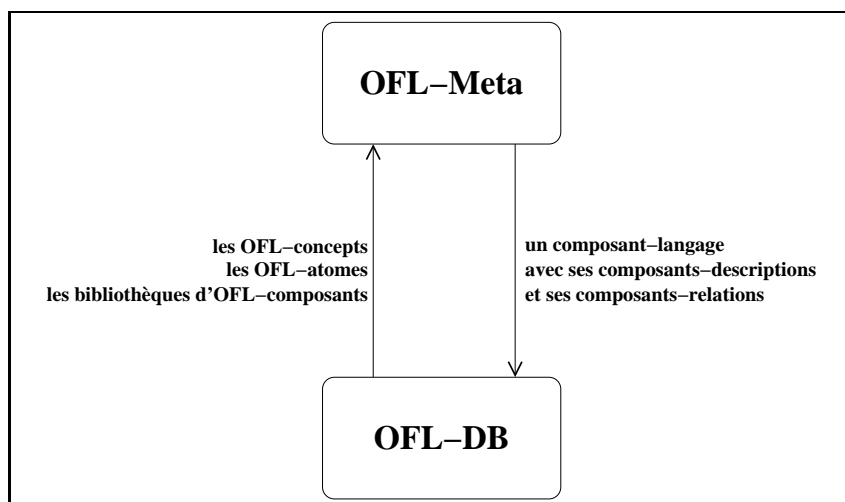 OFL−Meta
les OFL−concepts
les OFL−atomes
les bibliothèques d'OFL−composants
un composant−langage
avec ses composants−descriptions
et ses composants−relations
OFL−DB